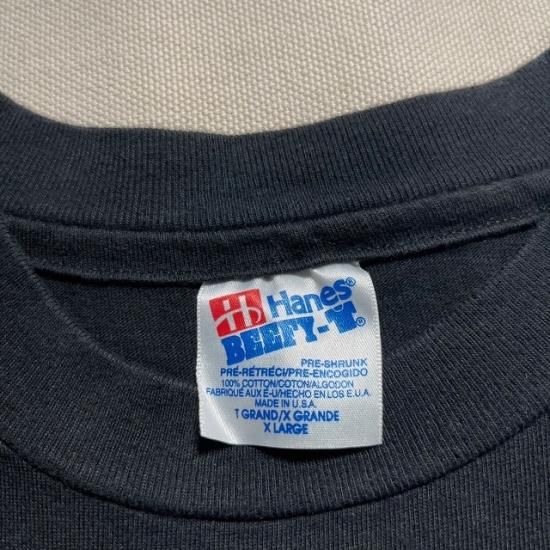 Hanes®
BEEFY-T®
PRE-SHRUNK
PRÉ-RÉTRÉCI/PRE-ENCOGIDO
100% COTTON/COTON/ALGODON
FABRIQUÉ AUX É-U/HECHO EN LOS E.U.A.
MADE IN U.S.A.
T GRAND/X GRANDE
X LARGE